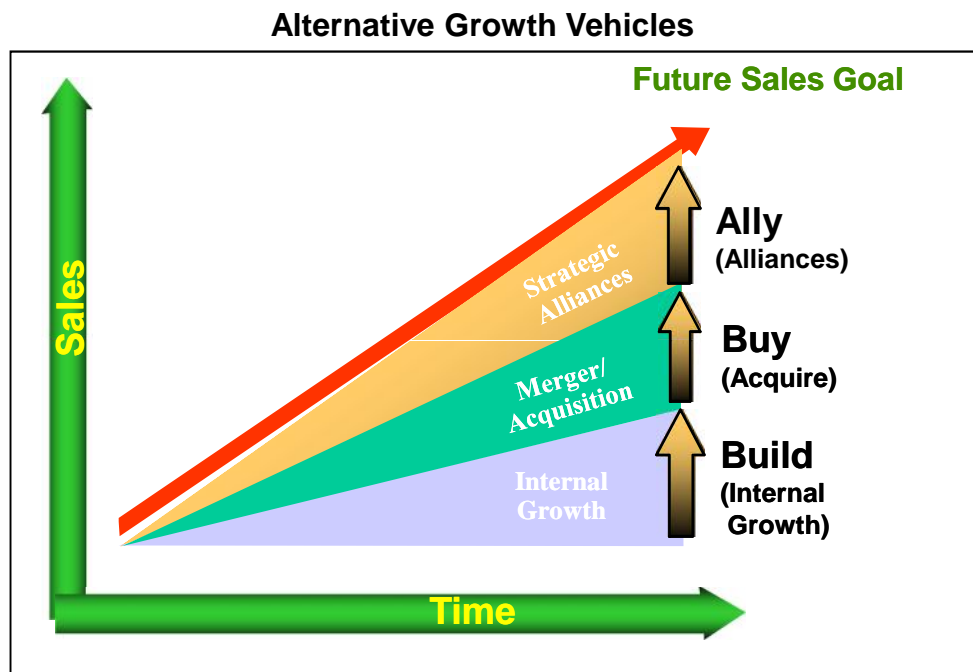 Alternative Growth Vehicles
Future Sales Goal
Sales
Strategic
Alliances
Ally
(Alliances)
Merger/
Acquisition
Buy
(Acquire)
Internal
Growth
Build
(Internal
Growth)
Time